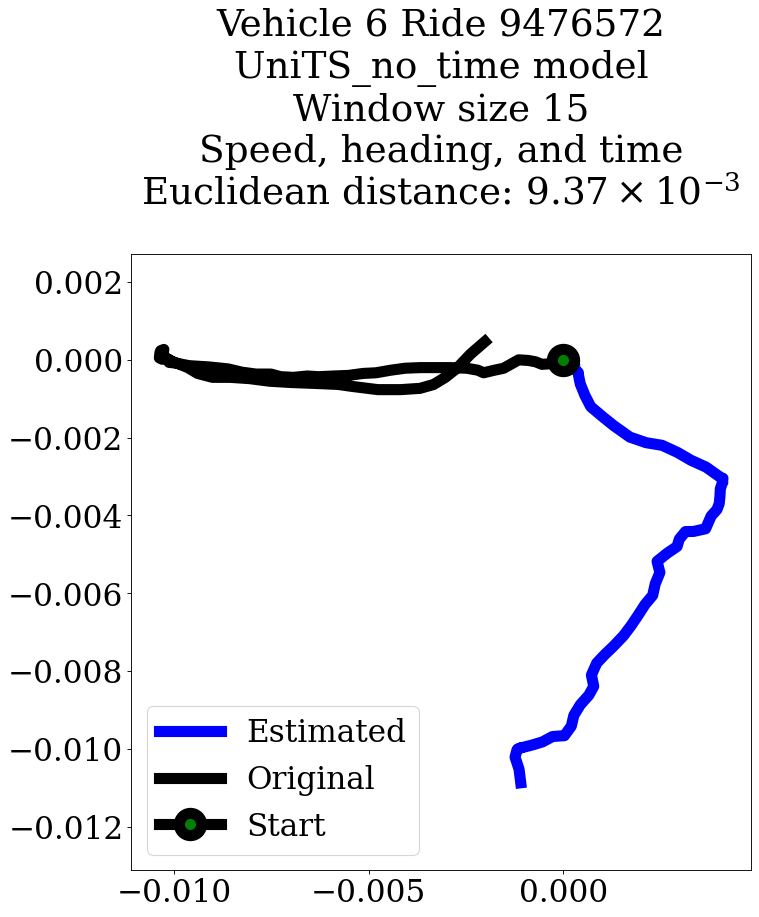 Vehicle 6 Ride 9476572
UniTS_no_time model
Window size 15
Speed, heading, and time
Euclidean distance: 9.37 × 10⁻³
0.002
0.000
−0.002
−0.004
−0.006
−0.008
−0.010
−0.012
Estimated
Original
Start
−0.010 −0.005 0.000